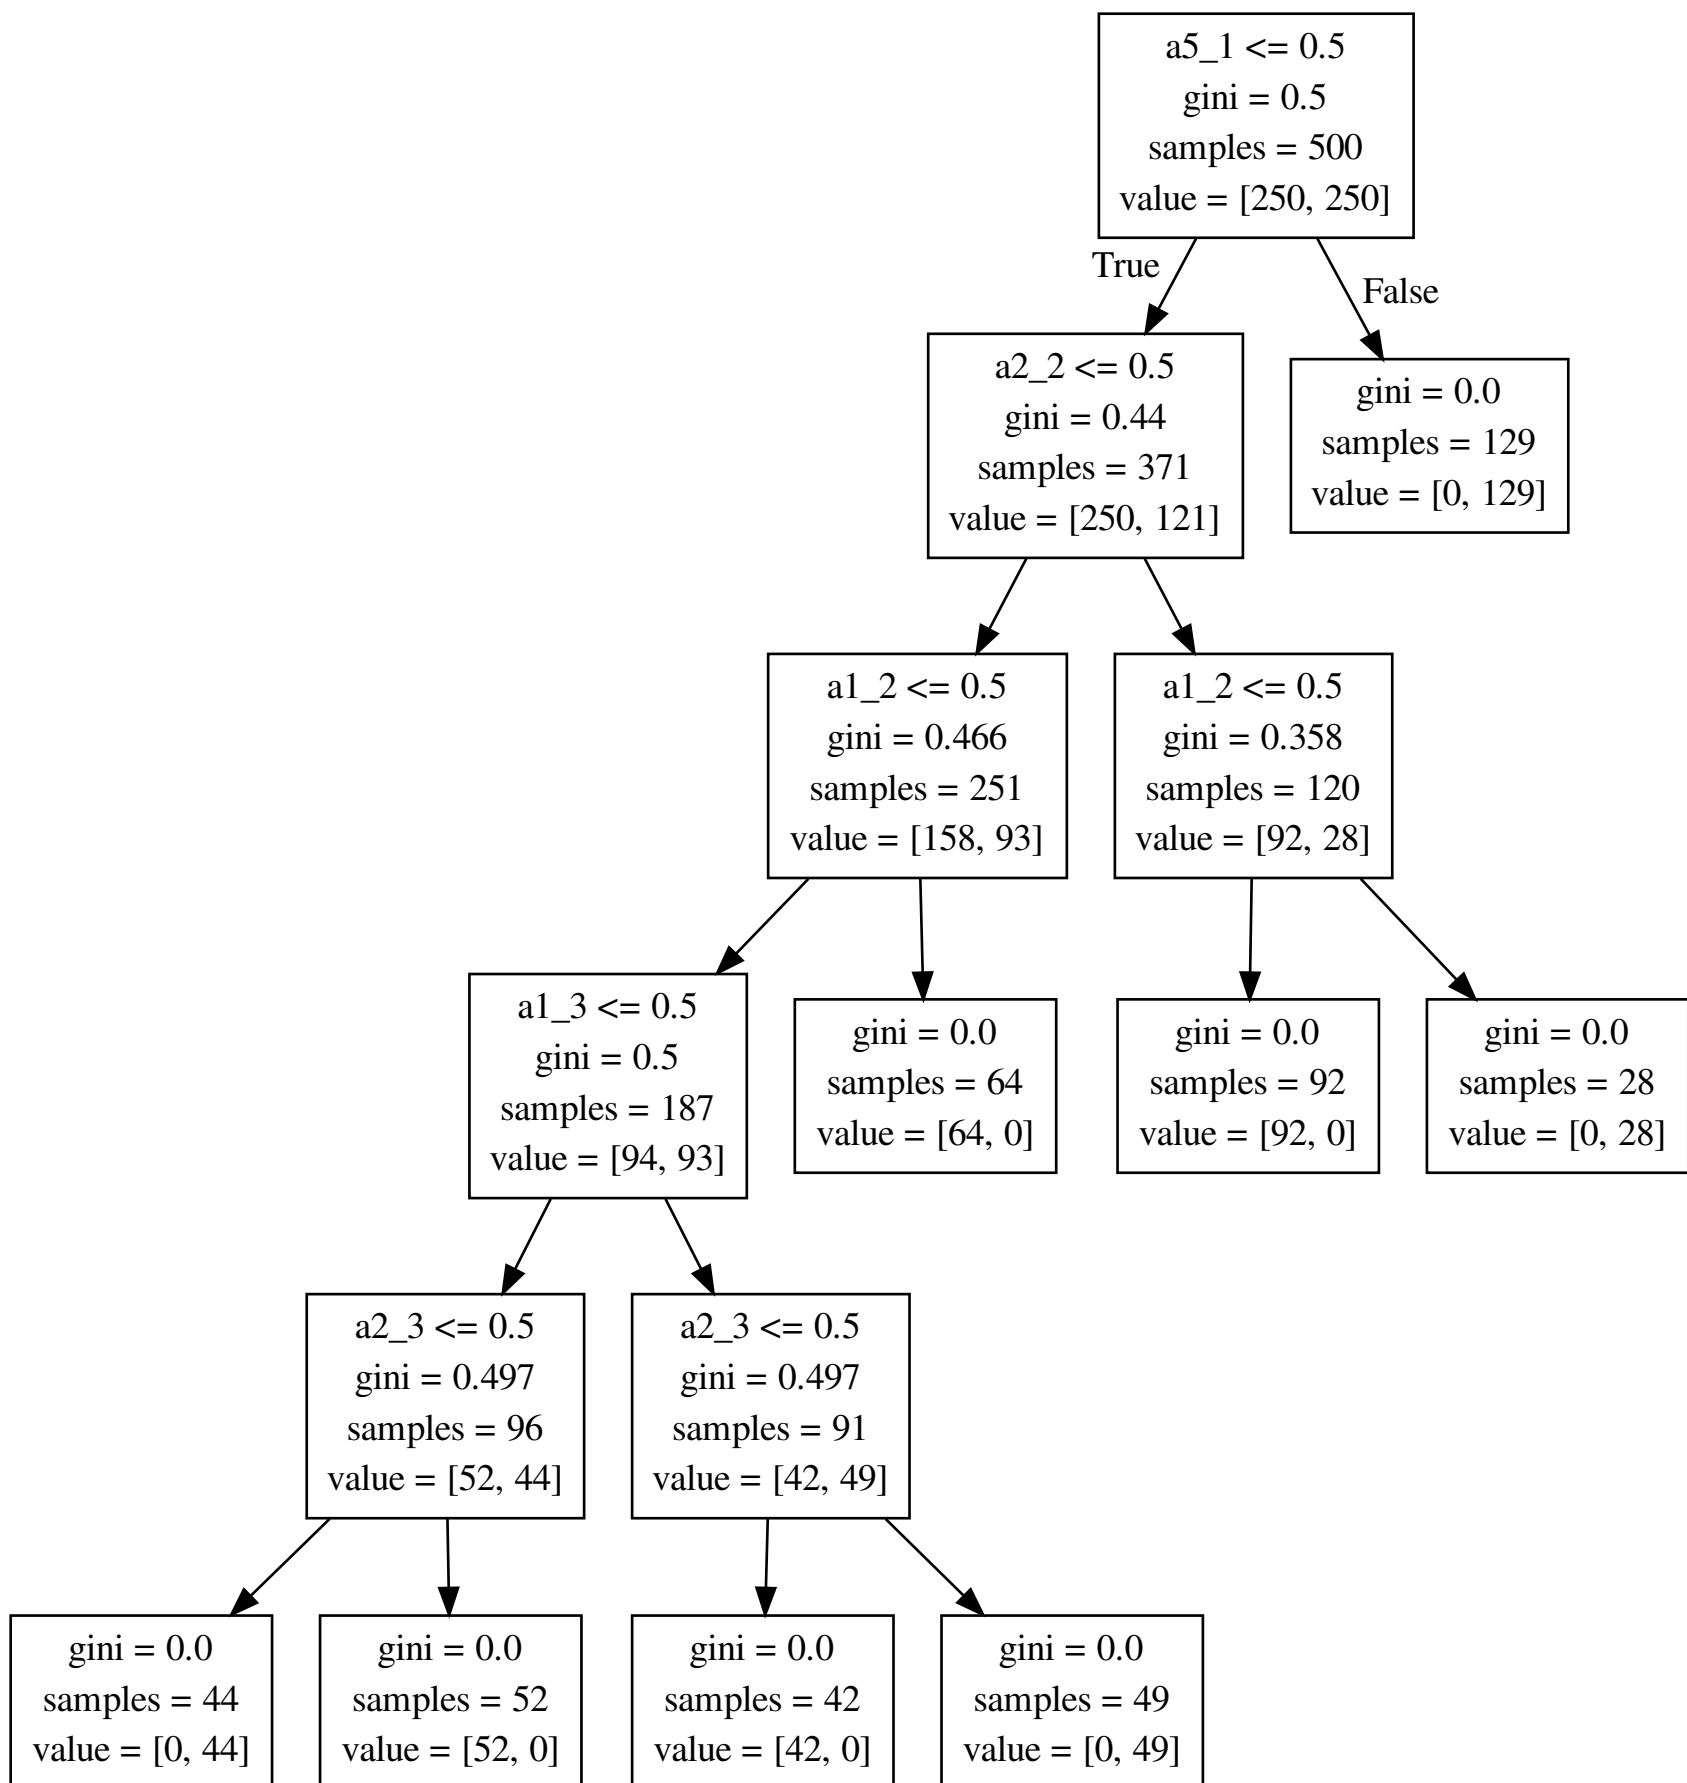 a5_1 <= 0.5
gini = 0.5
samples = 500
value = [250, 250]
True
False
a2_2 <= 0.5
gini = 0.44
samples = 371
value = [250, 121]
gini = 0.0
samples = 129
value = [0, 129]
a1_2 <= 0.5
gini = 0.466
samples = 251
value = [158, 93]
a1_2 <= 0.5
gini = 0.358
samples = 120
value = [92, 28]
a1_3 <= 0.5
gini = 0.5
samples = 187
value = [94, 93]
gini = 0.0
samples = 64
value = [64, 0]
gini = 0.0
samples = 92
value = [92, 0]
gini = 0.0
samples = 28
value = [0, 28]
a2_3 <= 0.5
gini = 0.497
samples = 96
value = [52, 44]
a2_3 <= 0.5
gini = 0.497
samples = 91
value = [42, 49]
gini = 0.0
samples = 44
value = [0, 44]
gini = 0.0
samples = 52
value = [52, 0]
gini = 0.0
samples = 42
value = [42, 0]
gini = 0.0
samples = 49
value = [0, 49]